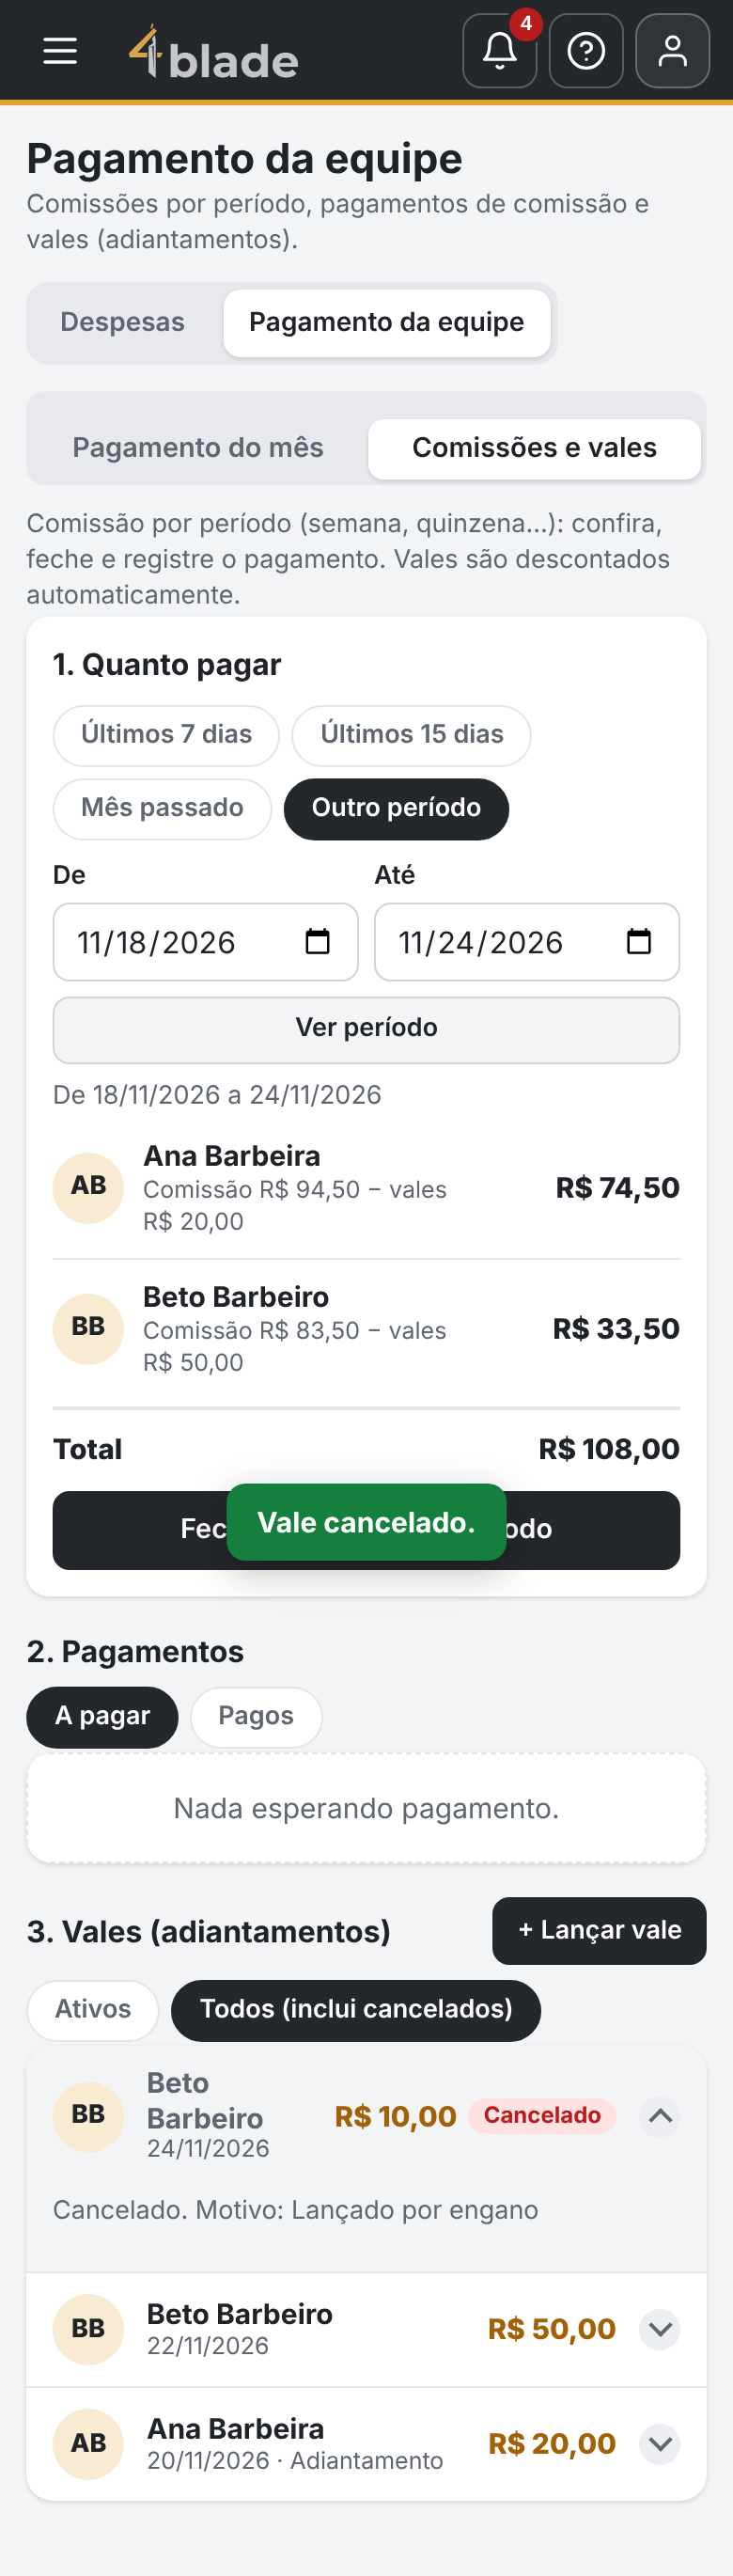 4blade
4
Pagamento da equipe
Comissões por período, pagamentos de comissão e
vales (adiantamentos).
Despesas
Pagamento da equipe
Pagamento do mês
Comissões e vales
Comissão por período (semana, quinzena...): confira,
feche e registre o pagamento. Vales são descontados
automaticamente.
1. Quanto pagar
Últimos 7 dias
Últimos 15 dias
Mês passado
Outro período
De
Até
11/18/2026
11/24/2026
Ver período
De 18/11/2026 a 24/11/2026
AB
Ana Barbeira
Comissão R$ 94,50 − vales
R$ 20,00
R$ 74,50
BB
Beto Barbeiro
Comissão R$ 83,50 − vales
R$ 50,00
R$ 33,50
Total
R$ 108,00
Vale cancelado.
2. Pagamentos
A pagar
Pagos
Nada esperando pagamento.
3. Vales (adiantamentos)
+ Lançar vale
Ativos
Todos (inclui cancelados)
BB
Beto
Barbeiro
24/11/2026
R$ 10,00
Cancelado
Cancelado. Motivo: Lançado por engano
BB
Beto Barbeiro
22/11/2026
R$ 50,00
AB
Ana Barbeira
20/11/2026 · Adiantamento
R$ 20,00